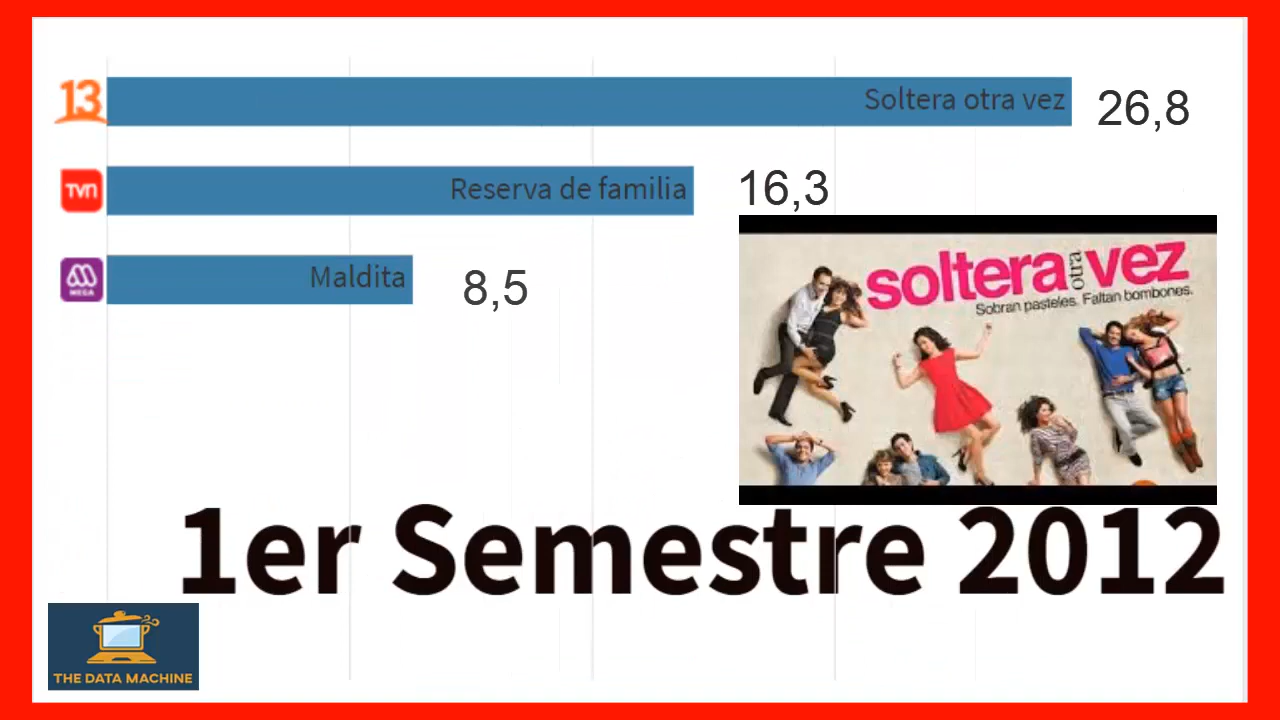 13
Soltera otra vez
26,8
TVN
Reserva de familia
16,3
MEGA
Maldita
8,5
soltera otra vez
Sobran pasteles. Faltan bombones.
1er Semestre 2012
THE DATA MACHINE